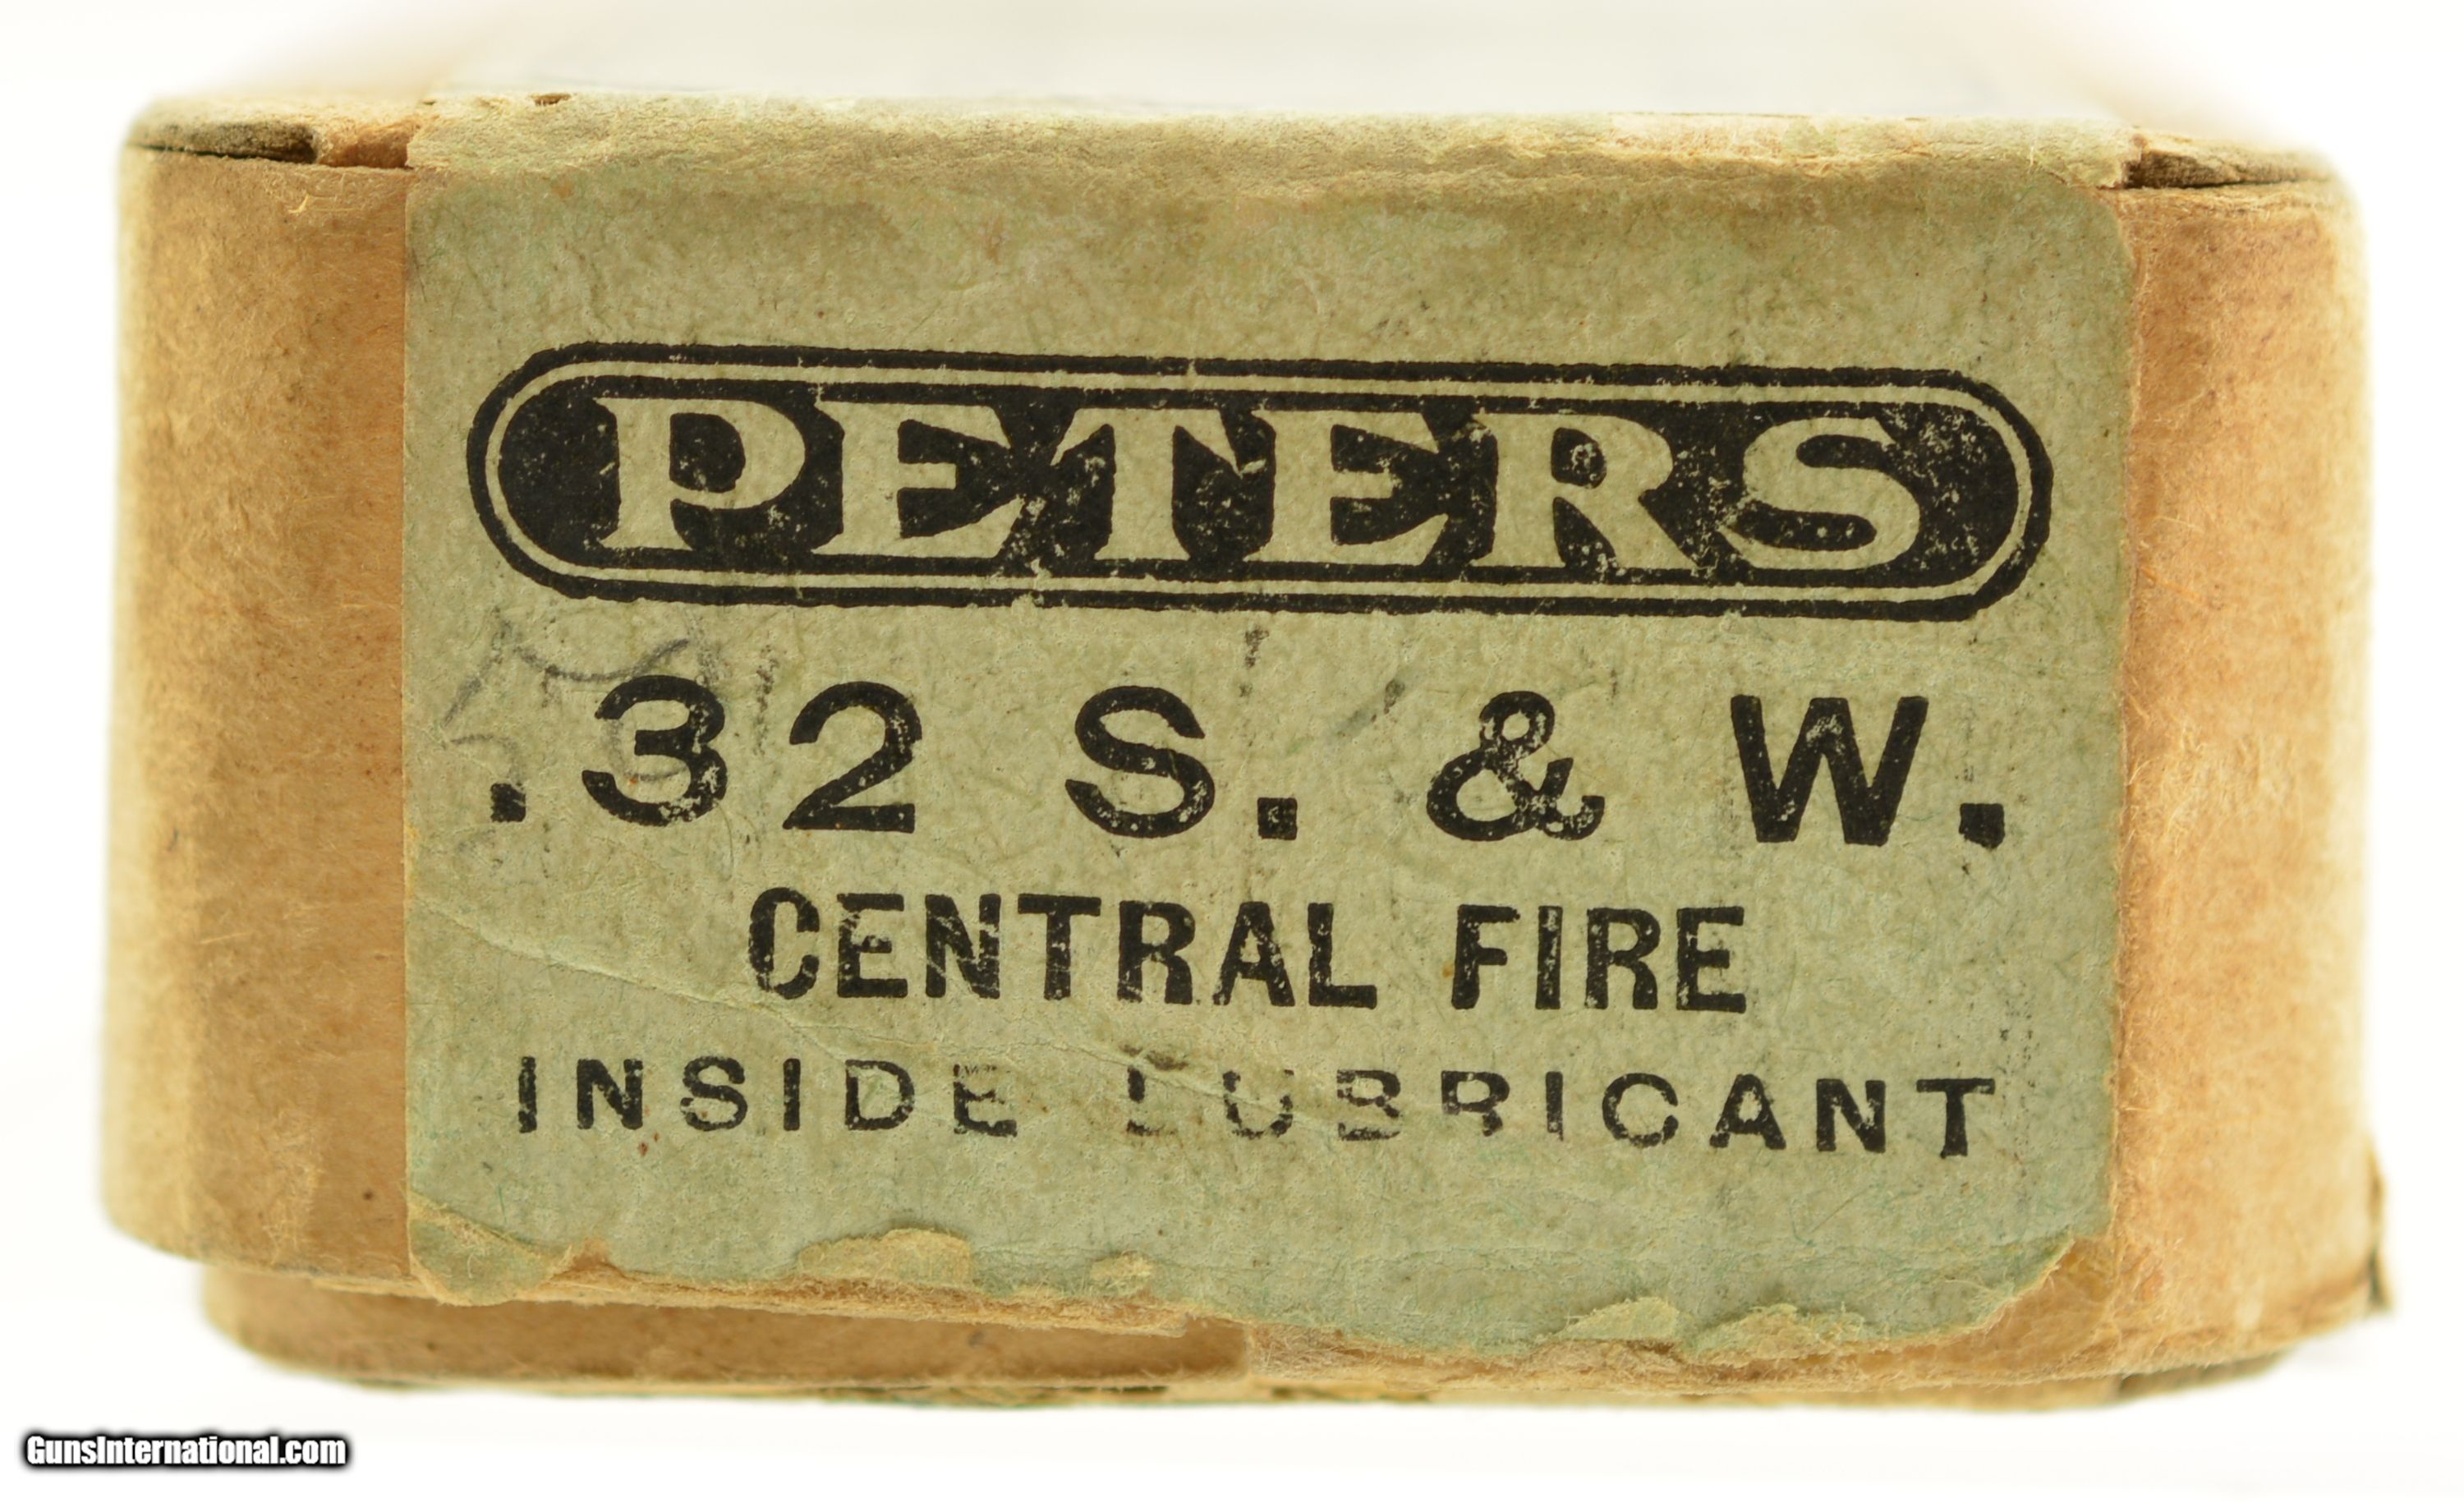 PETERS
.32 S. & W.
CENTRAL FIRE
INSIDE LUBRICANT
GunsInternational.com